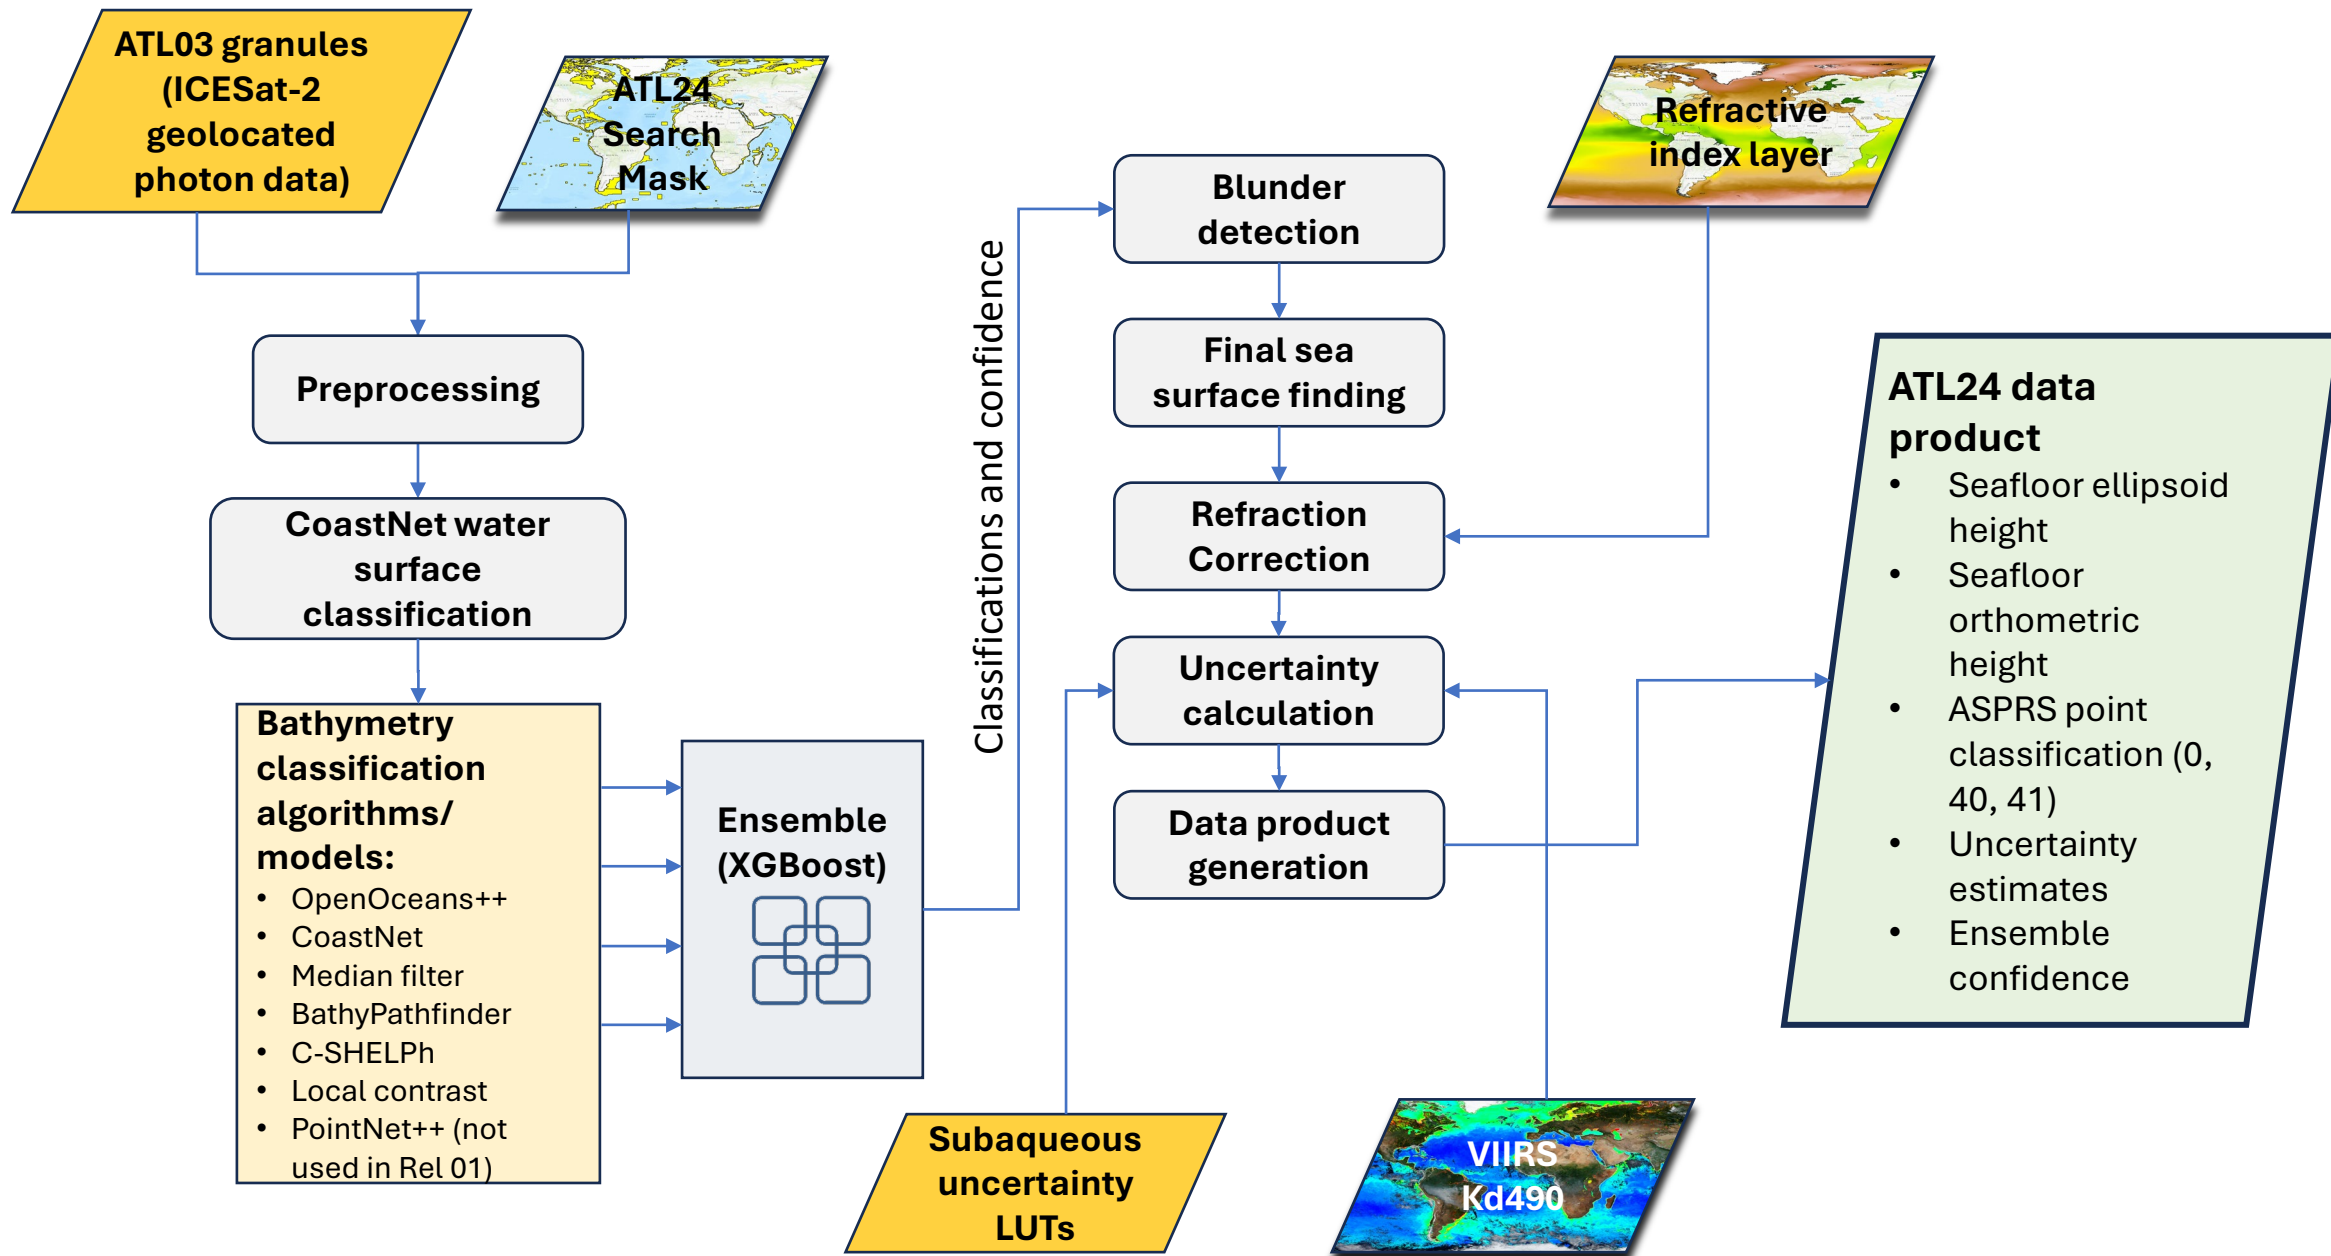 ATL03 granules
(ICESat-2
geolocated
photon data)
ATL24
Search
Mask
Preprocessing
CoastNet water
surface
classification
Bathymetry
classification
algorithms/
models:
• OpenOceans++
• CoastNet
• Median filter
• BathyPathfinder
• C-SHELPh
• Local contrast
• PointNet++ (not
used in Rel 01)
Ensemble
(XGBoost)
Classifications and confidence
Blunder
detection
Final sea
surface finding
Refraction
Correction
Uncertainty
calculation
Data product
generation
Refractive
index layer
Subaqueous
uncertainty
LUTs
VIIRS
Kd490
ATL24 data
product
• Seafloor ellipsoid
height
• Seafloor
orthometric
height
• ASPRS point
classification (0,
40, 41)
• Uncertainty
estimates
• Ensemble
confidence